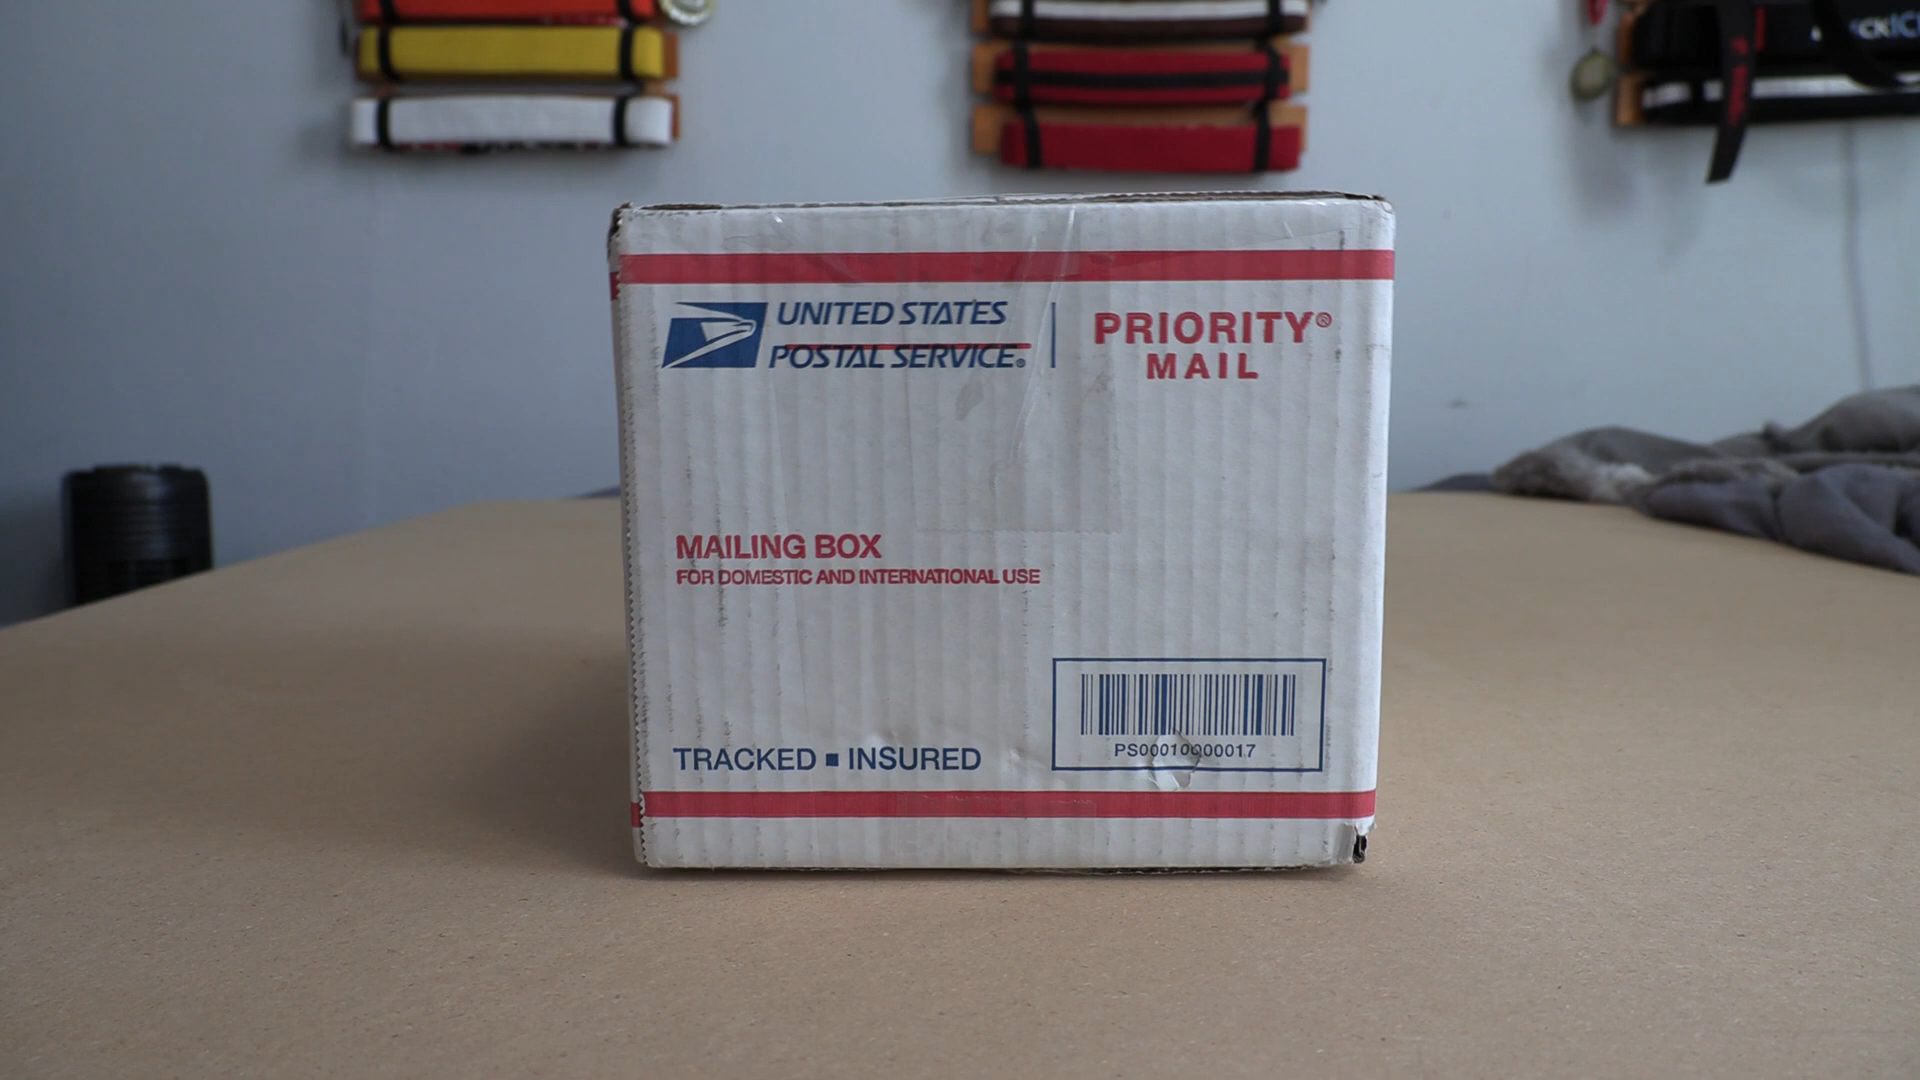 UNITED STATES
POSTAL SERVICE®
PRIORITY®
MAIL
MAILING BOX
FOR DOMESTIC AND INTERNATIONAL USE
TRACKED ■ INSURED
PS00010000017